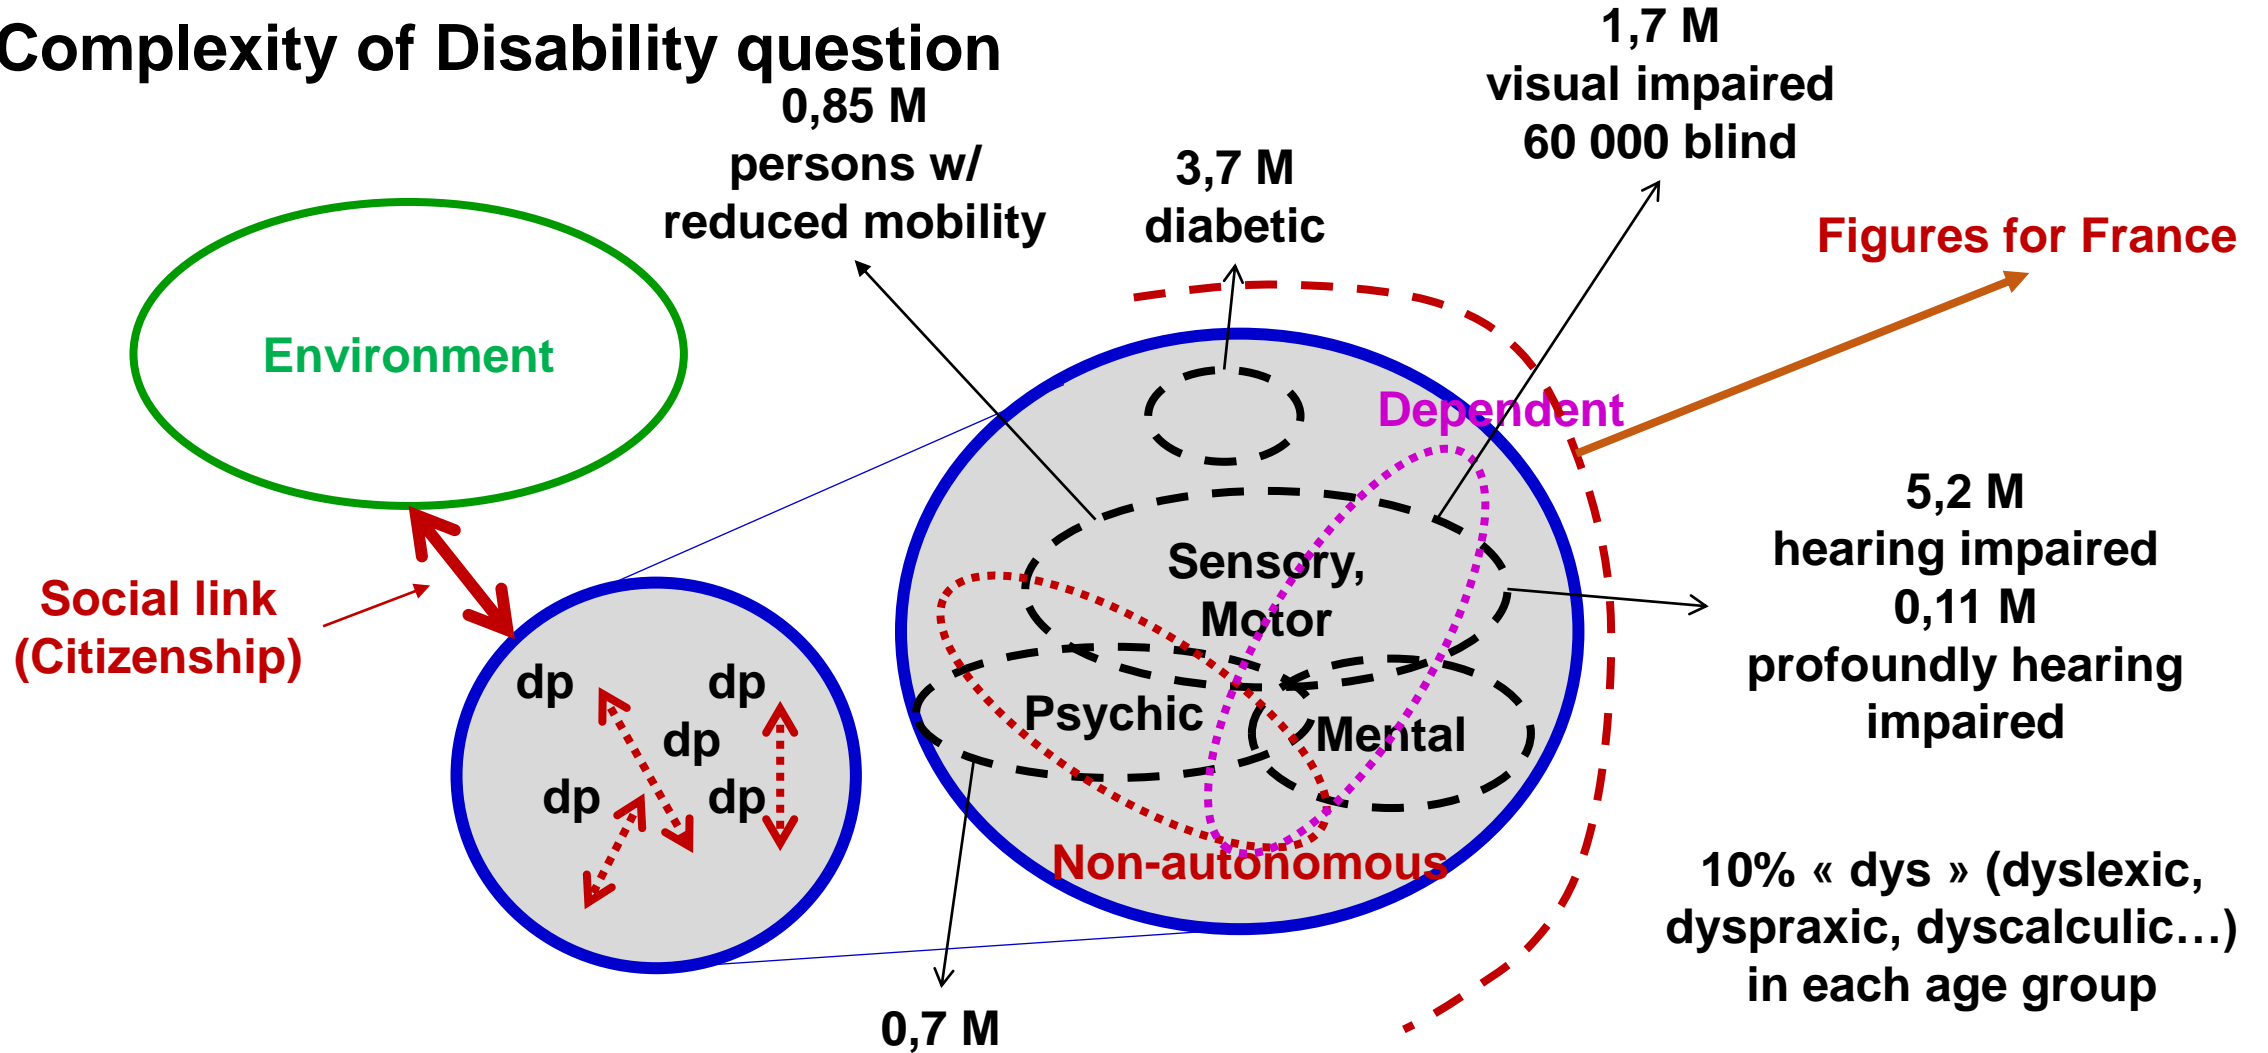 Complexity of Disability question
0,85 M
persons w/
reduced mobility
3,7 M
diabetic
1,7 M
visual impaired
60 000 blind
Figures for France
Environment
Dependent
5,2 M
hearing impaired
0,11 M
profoundly hearing
impaired
Sensory,
Motor
Social link
(Citizenship)
dp
dp
dp
dp
dp
Psychic
Mental
Non-autonomous
10% « dys » (dyslexic,
dyspraxic, dyscalculic…)
in each age group
0,7 M